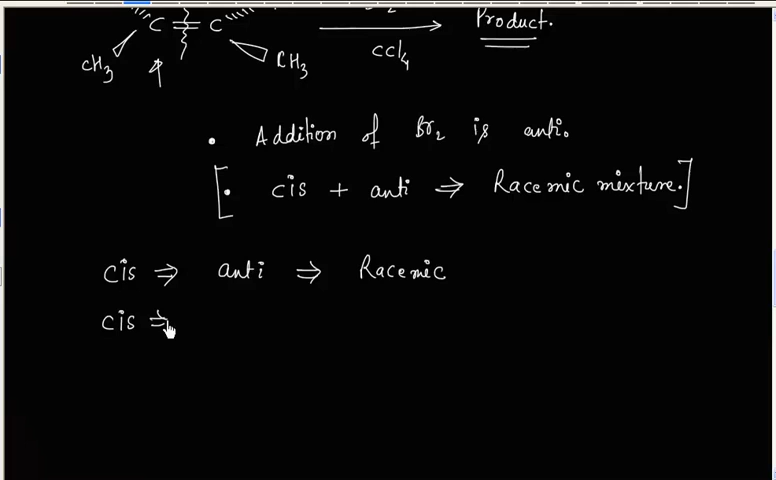 C = C Product.
CH3 CH3 CCl4
• Addition of Br2 is anti.
[• cis + anti ⇒ Racemic mixture.]
cis ⇒ anti ⇒ Racemic
cis ⇒